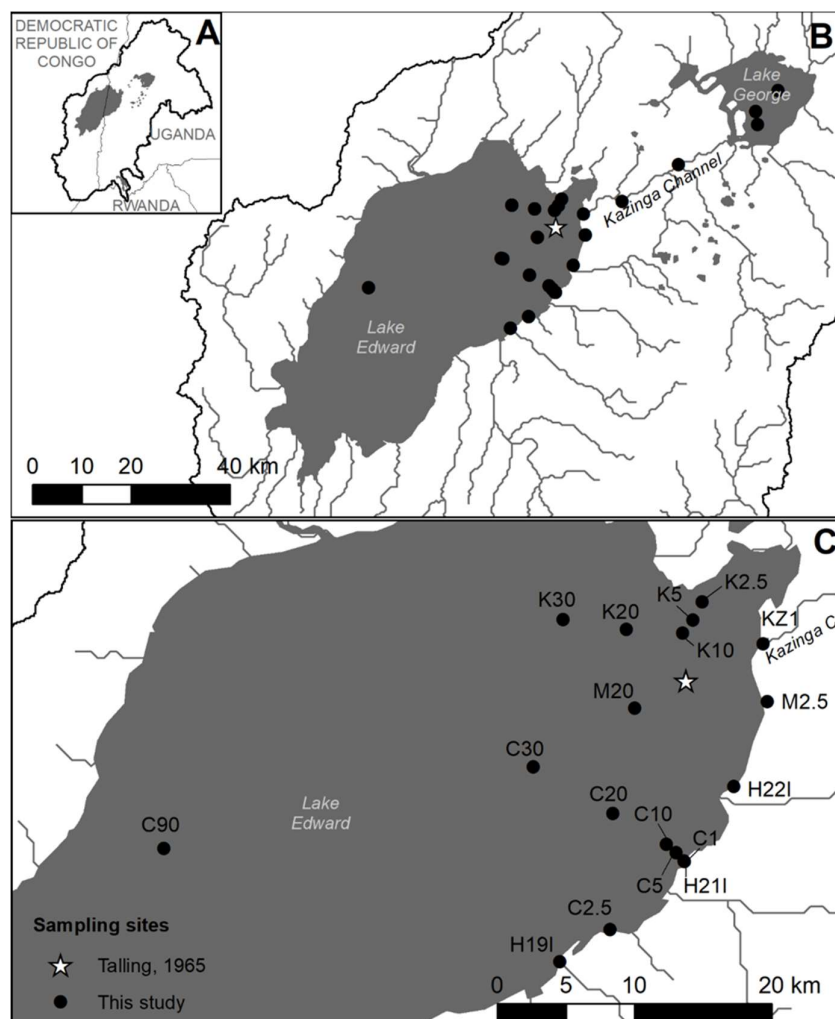 DEMOCRATIC
REPUBLIC OF
CONGO
A
UGANDA
RWANDA
B
Lake
George
Kazinga Channel
Lake
Edward
0 10 20 40 km
C
K30
K20
K5
K2.5
K10
KZ1
Kazinga C
M20
M2.5
C30
H22I
C20
C90
Lake
Edward
C10
C1
C5
H21I
C2.5
H19I
Sampling sites
Talling, 1965
This study
0 5 10 20 km